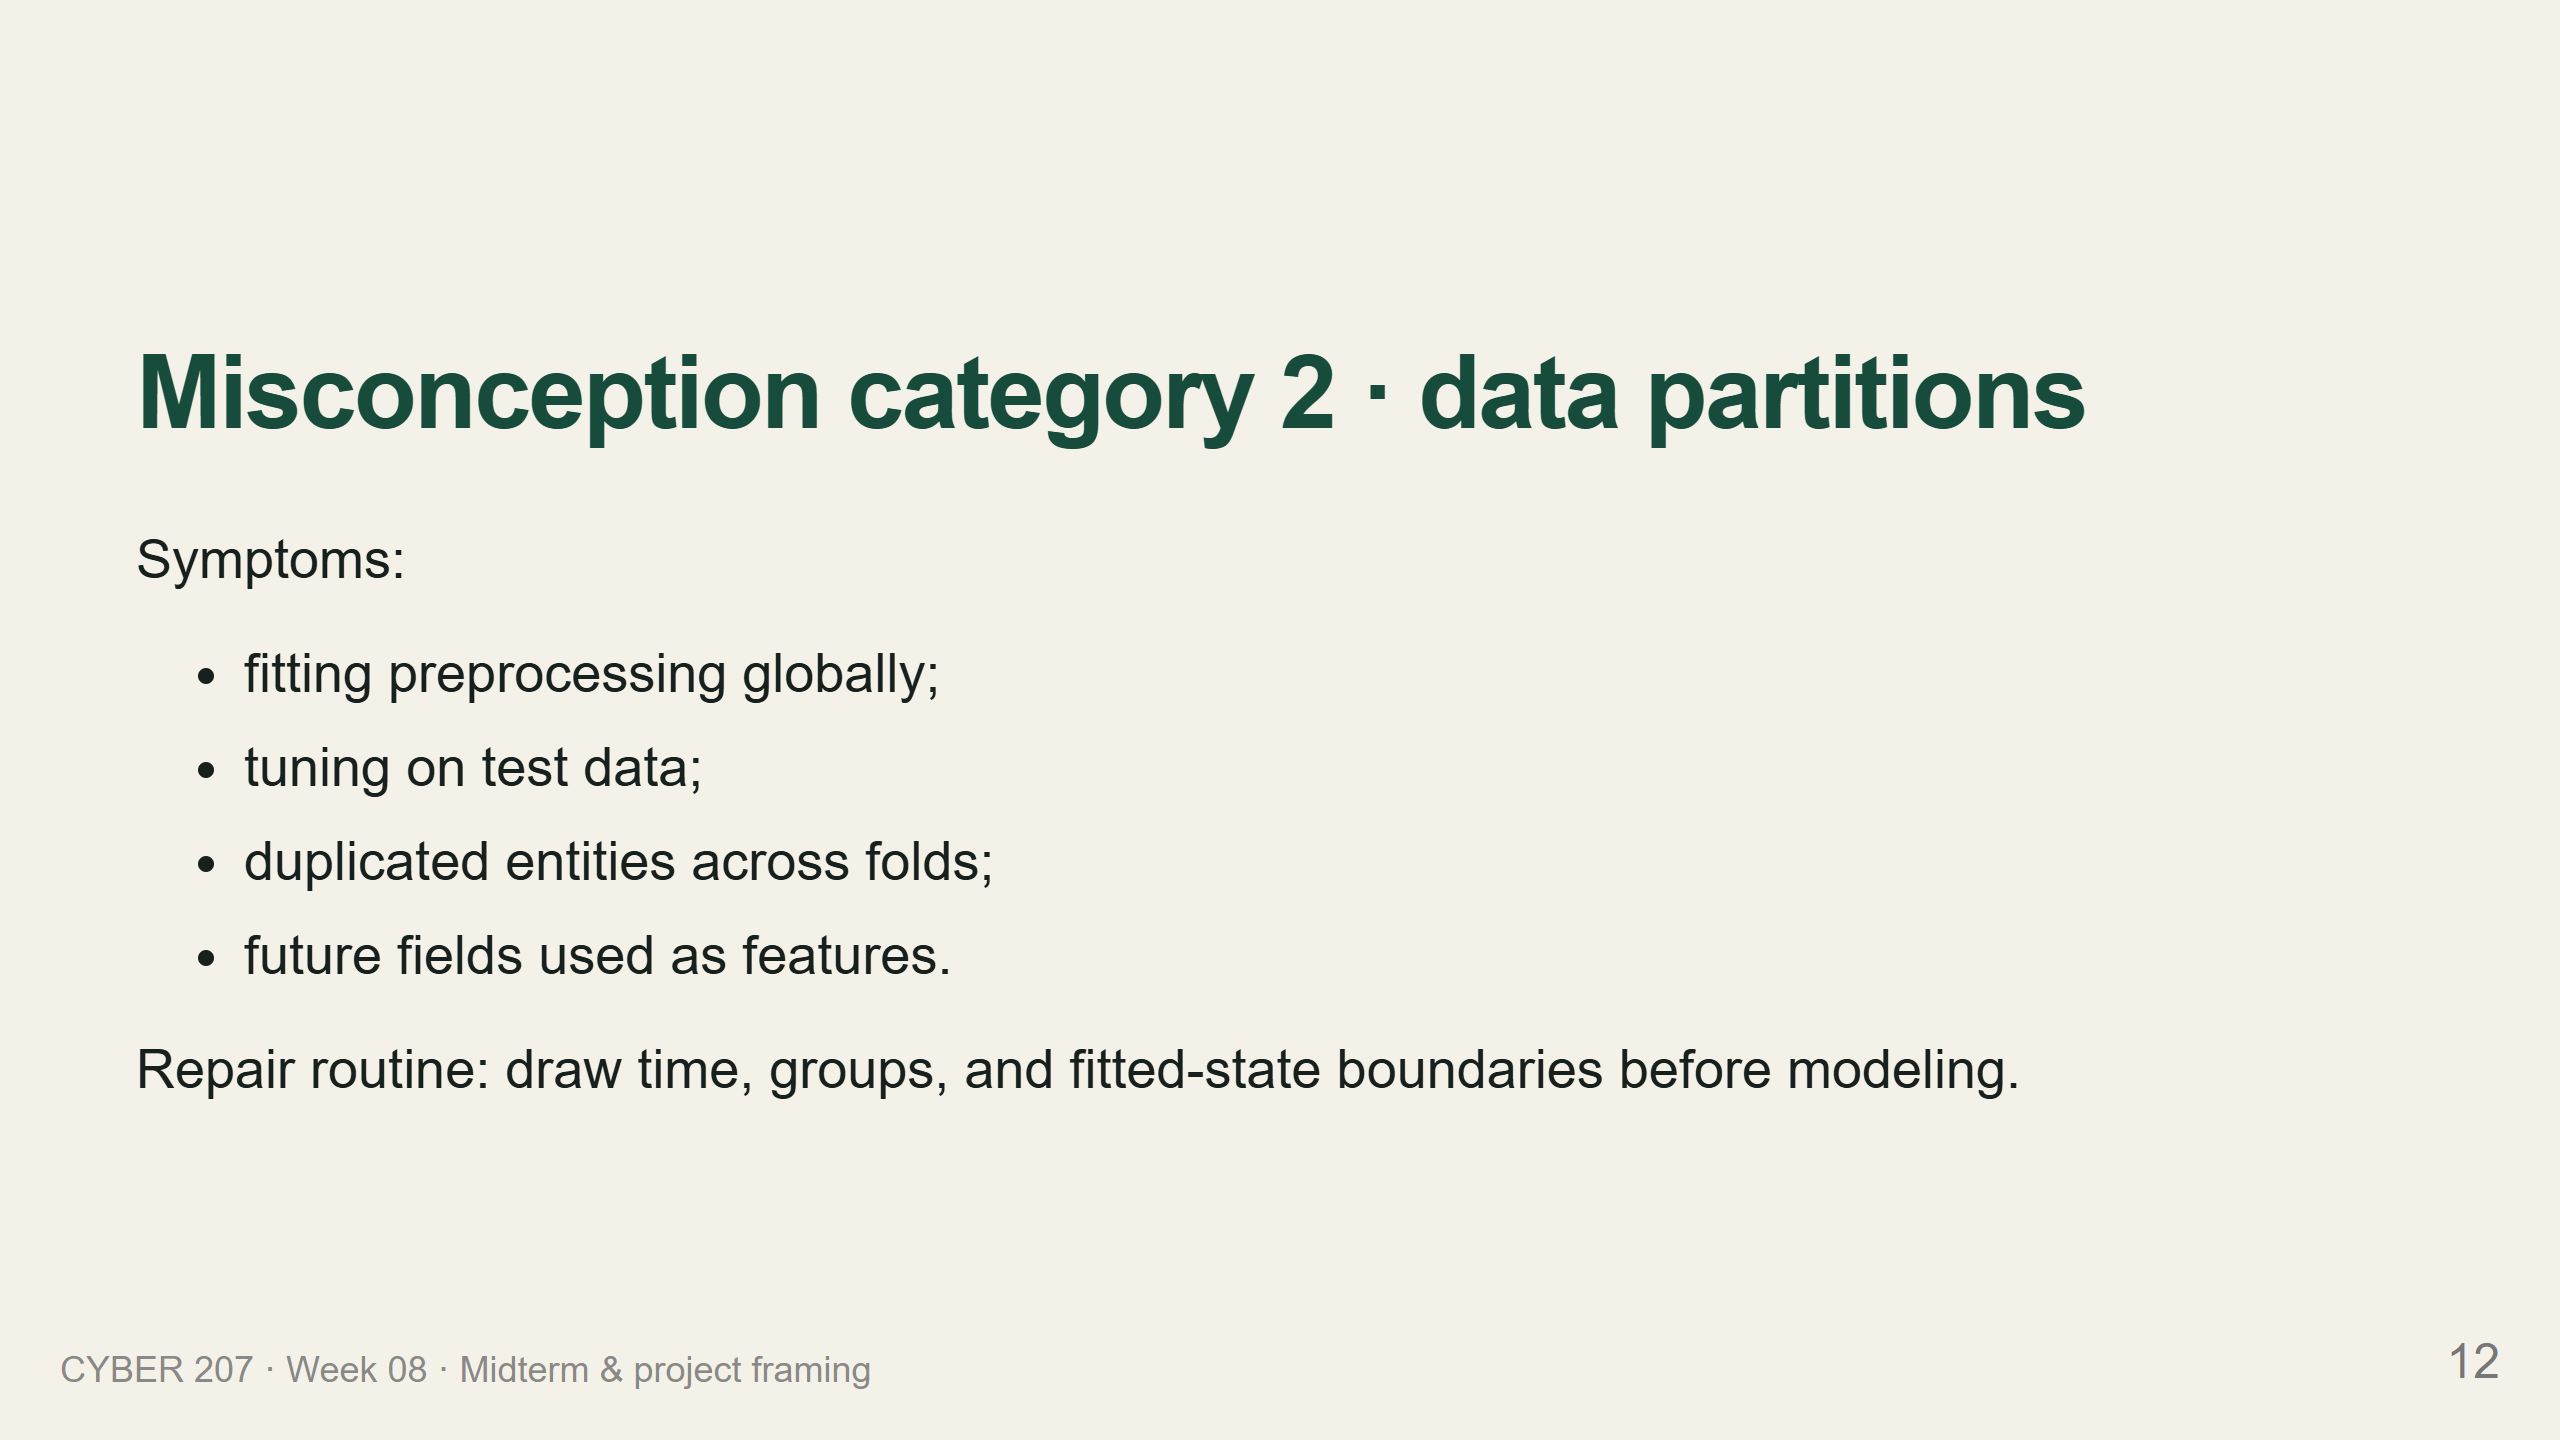 Misconception category 2 · data partitions
Symptoms:
• fitting preprocessing globally;
• tuning on test data;
• duplicated entities across folds;
• future fields used as features.
Repair routine: draw time, groups, and fitted-state boundaries before modeling.
CYBER 207 · Week 08 · Midterm & project framing
12